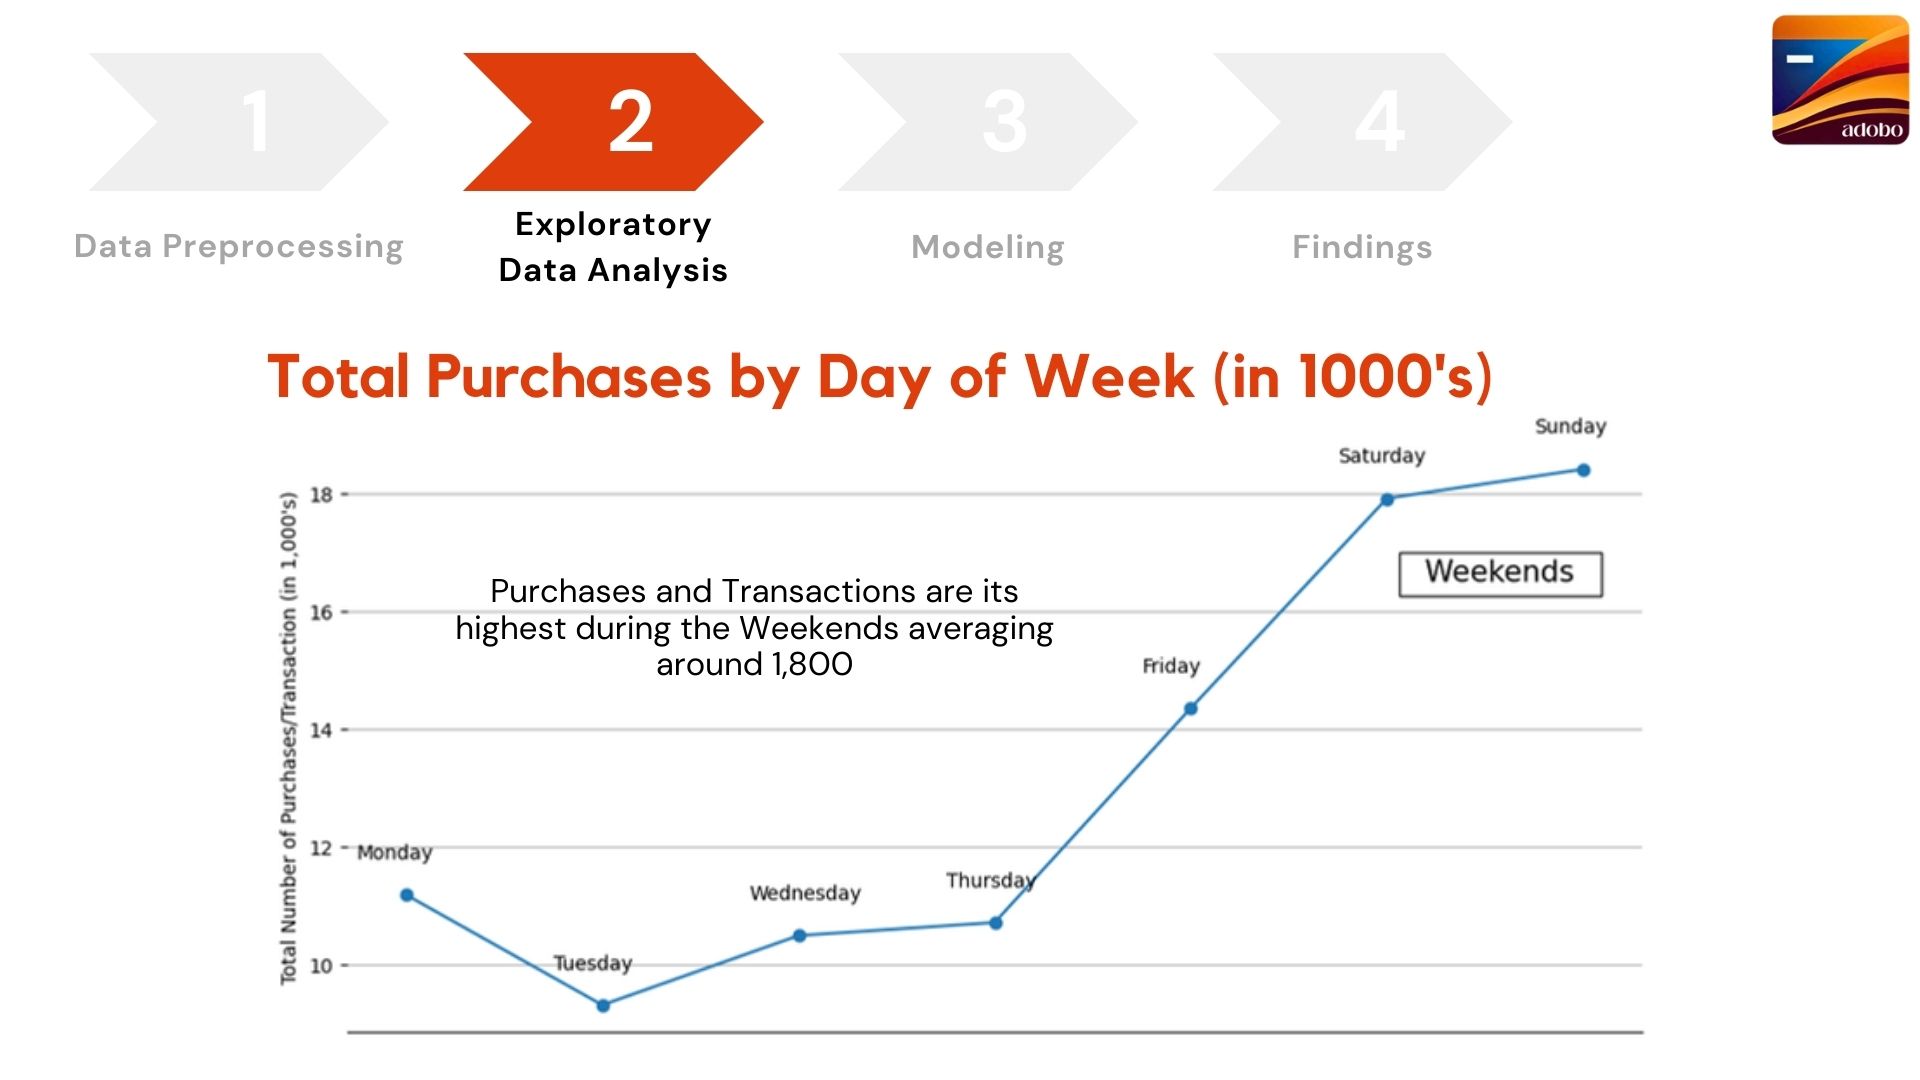 1
2
3
4
adobo
Data Preprocessing
Exploratory
Data Analysis
Modeling
Findings
Total Purchases by Day of Week (in 1000's)
Total Number of Purchases/Transaction (in 1,000's)
18
16
14
12
10
Purchases and Transactions are its
highest during the Weekends averaging
around 1,800
Monday
Tuesday
Wednesday
Thursday
Friday
Saturday
Sunday
Weekends